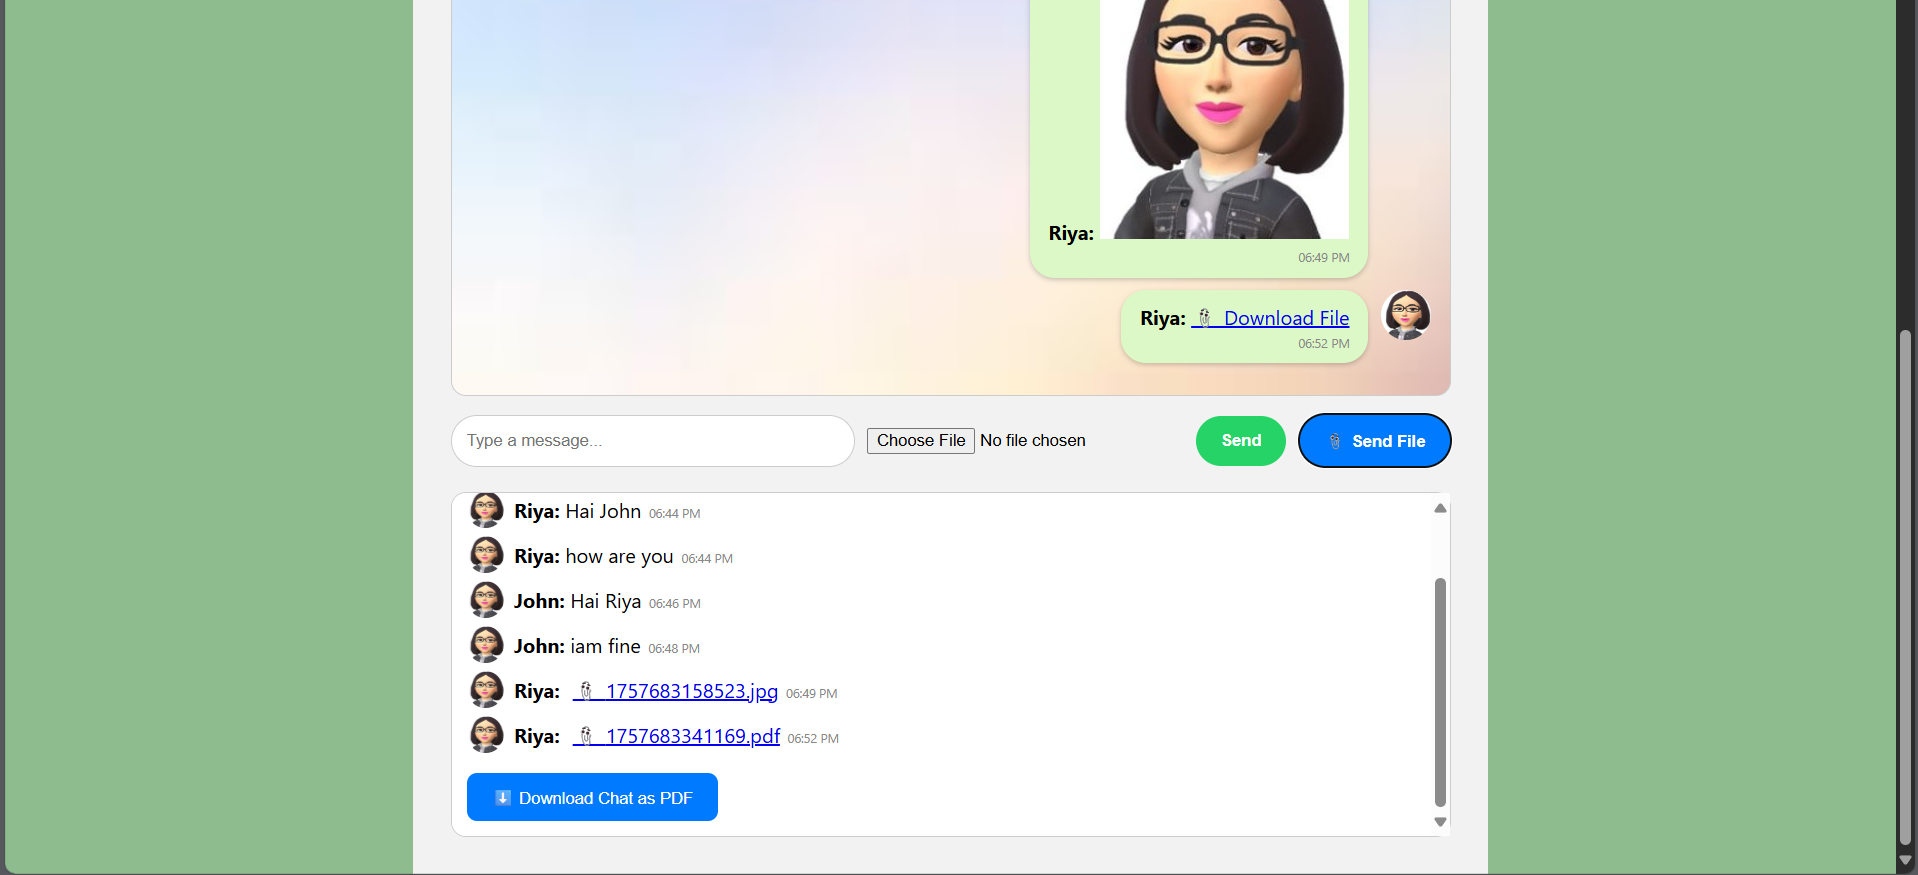 Riya:
06:49 PM
Riya: Download File
06:52 PM
Type a message...
Choose File No file chosen
Send
Send File
Riya: Hai John 06:44 PM
Riya: how are you 06:44 PM
John: Hai Riya 06:46 PM
John: iam fine 06:48 PM
Riya: 1757683158523.jpg 06:49 PM
Riya: 1757683341169.pdf 06:52 PM
Download Chat as PDF